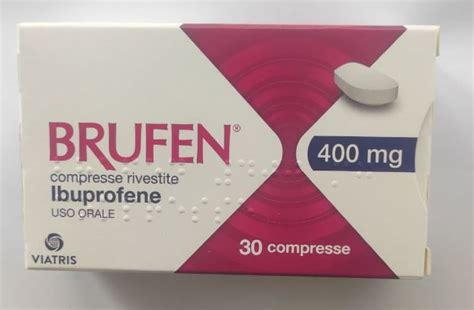 BRUFEN®
400 mg
compresse rivestite
Ibuprofene
USO ORALE
30 compresse
VIATRIS